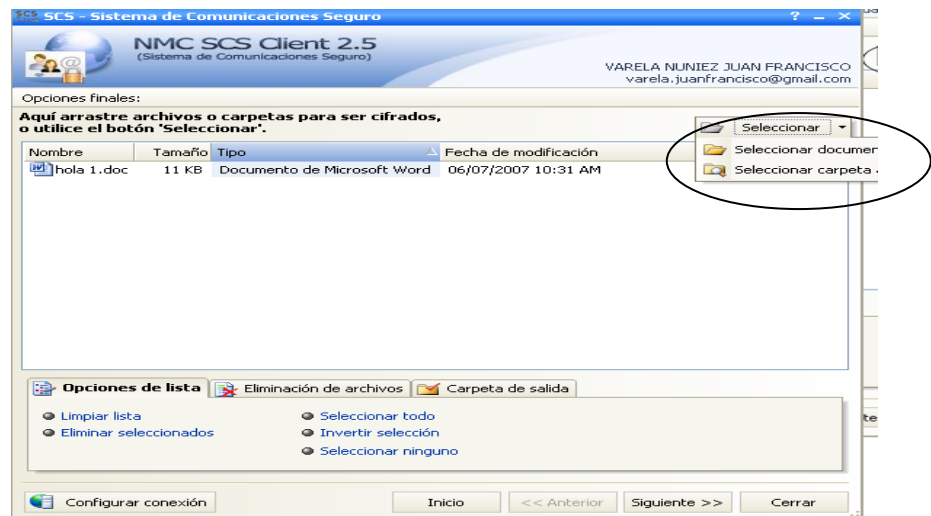 SCS - Sistema de Comunicaciones Seguro
NMC SCS Client 2.5
(Sistema de Comunicaciones Seguro)
VARELA NUNIEZ JUAN FRANCISCO
varela.juanfrancisco@gmail.com
Opciones finales:
Aquí arrastre archivos o carpetas para ser cifrados,
o utilice el botón 'Seleccionar'.
Seleccionar
Seleccionar documen
Seleccionar carpeta
Nombre Tamaño Tipo Fecha de modificación
hola 1.doc 11 KB Documento de Microsoft Word 06/07/2007 10:31 AM
Opciones de lista Eliminación de archivos Carpeta de salida
Limpiar lista Seleccionar todo
Eliminar seleccionados Invertir selección
Seleccionar ninguno
Configurar conexión Inicio << Anterior Siguiente >> Cerrar